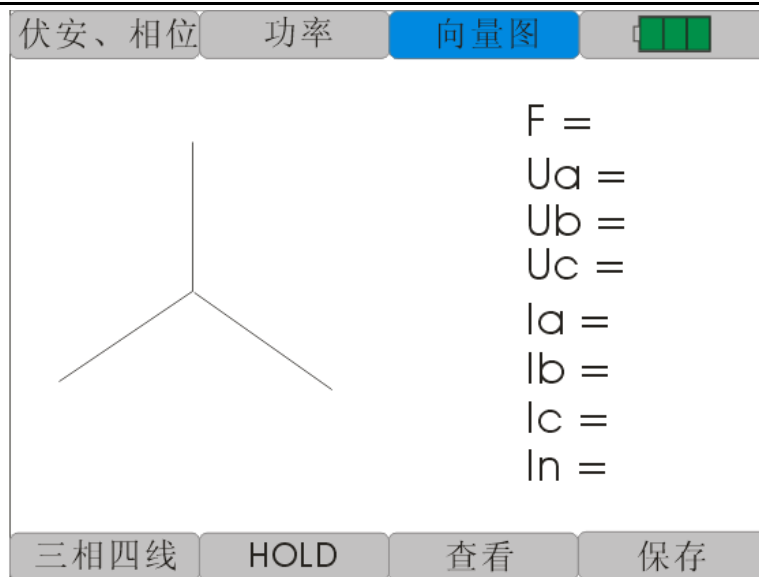 伏安、相位 功率 向量图
F =
Ua =
Ub =
Uc =
Ia =
Ib =
Ic =
In =
三相四线 HOLD 查看 保存